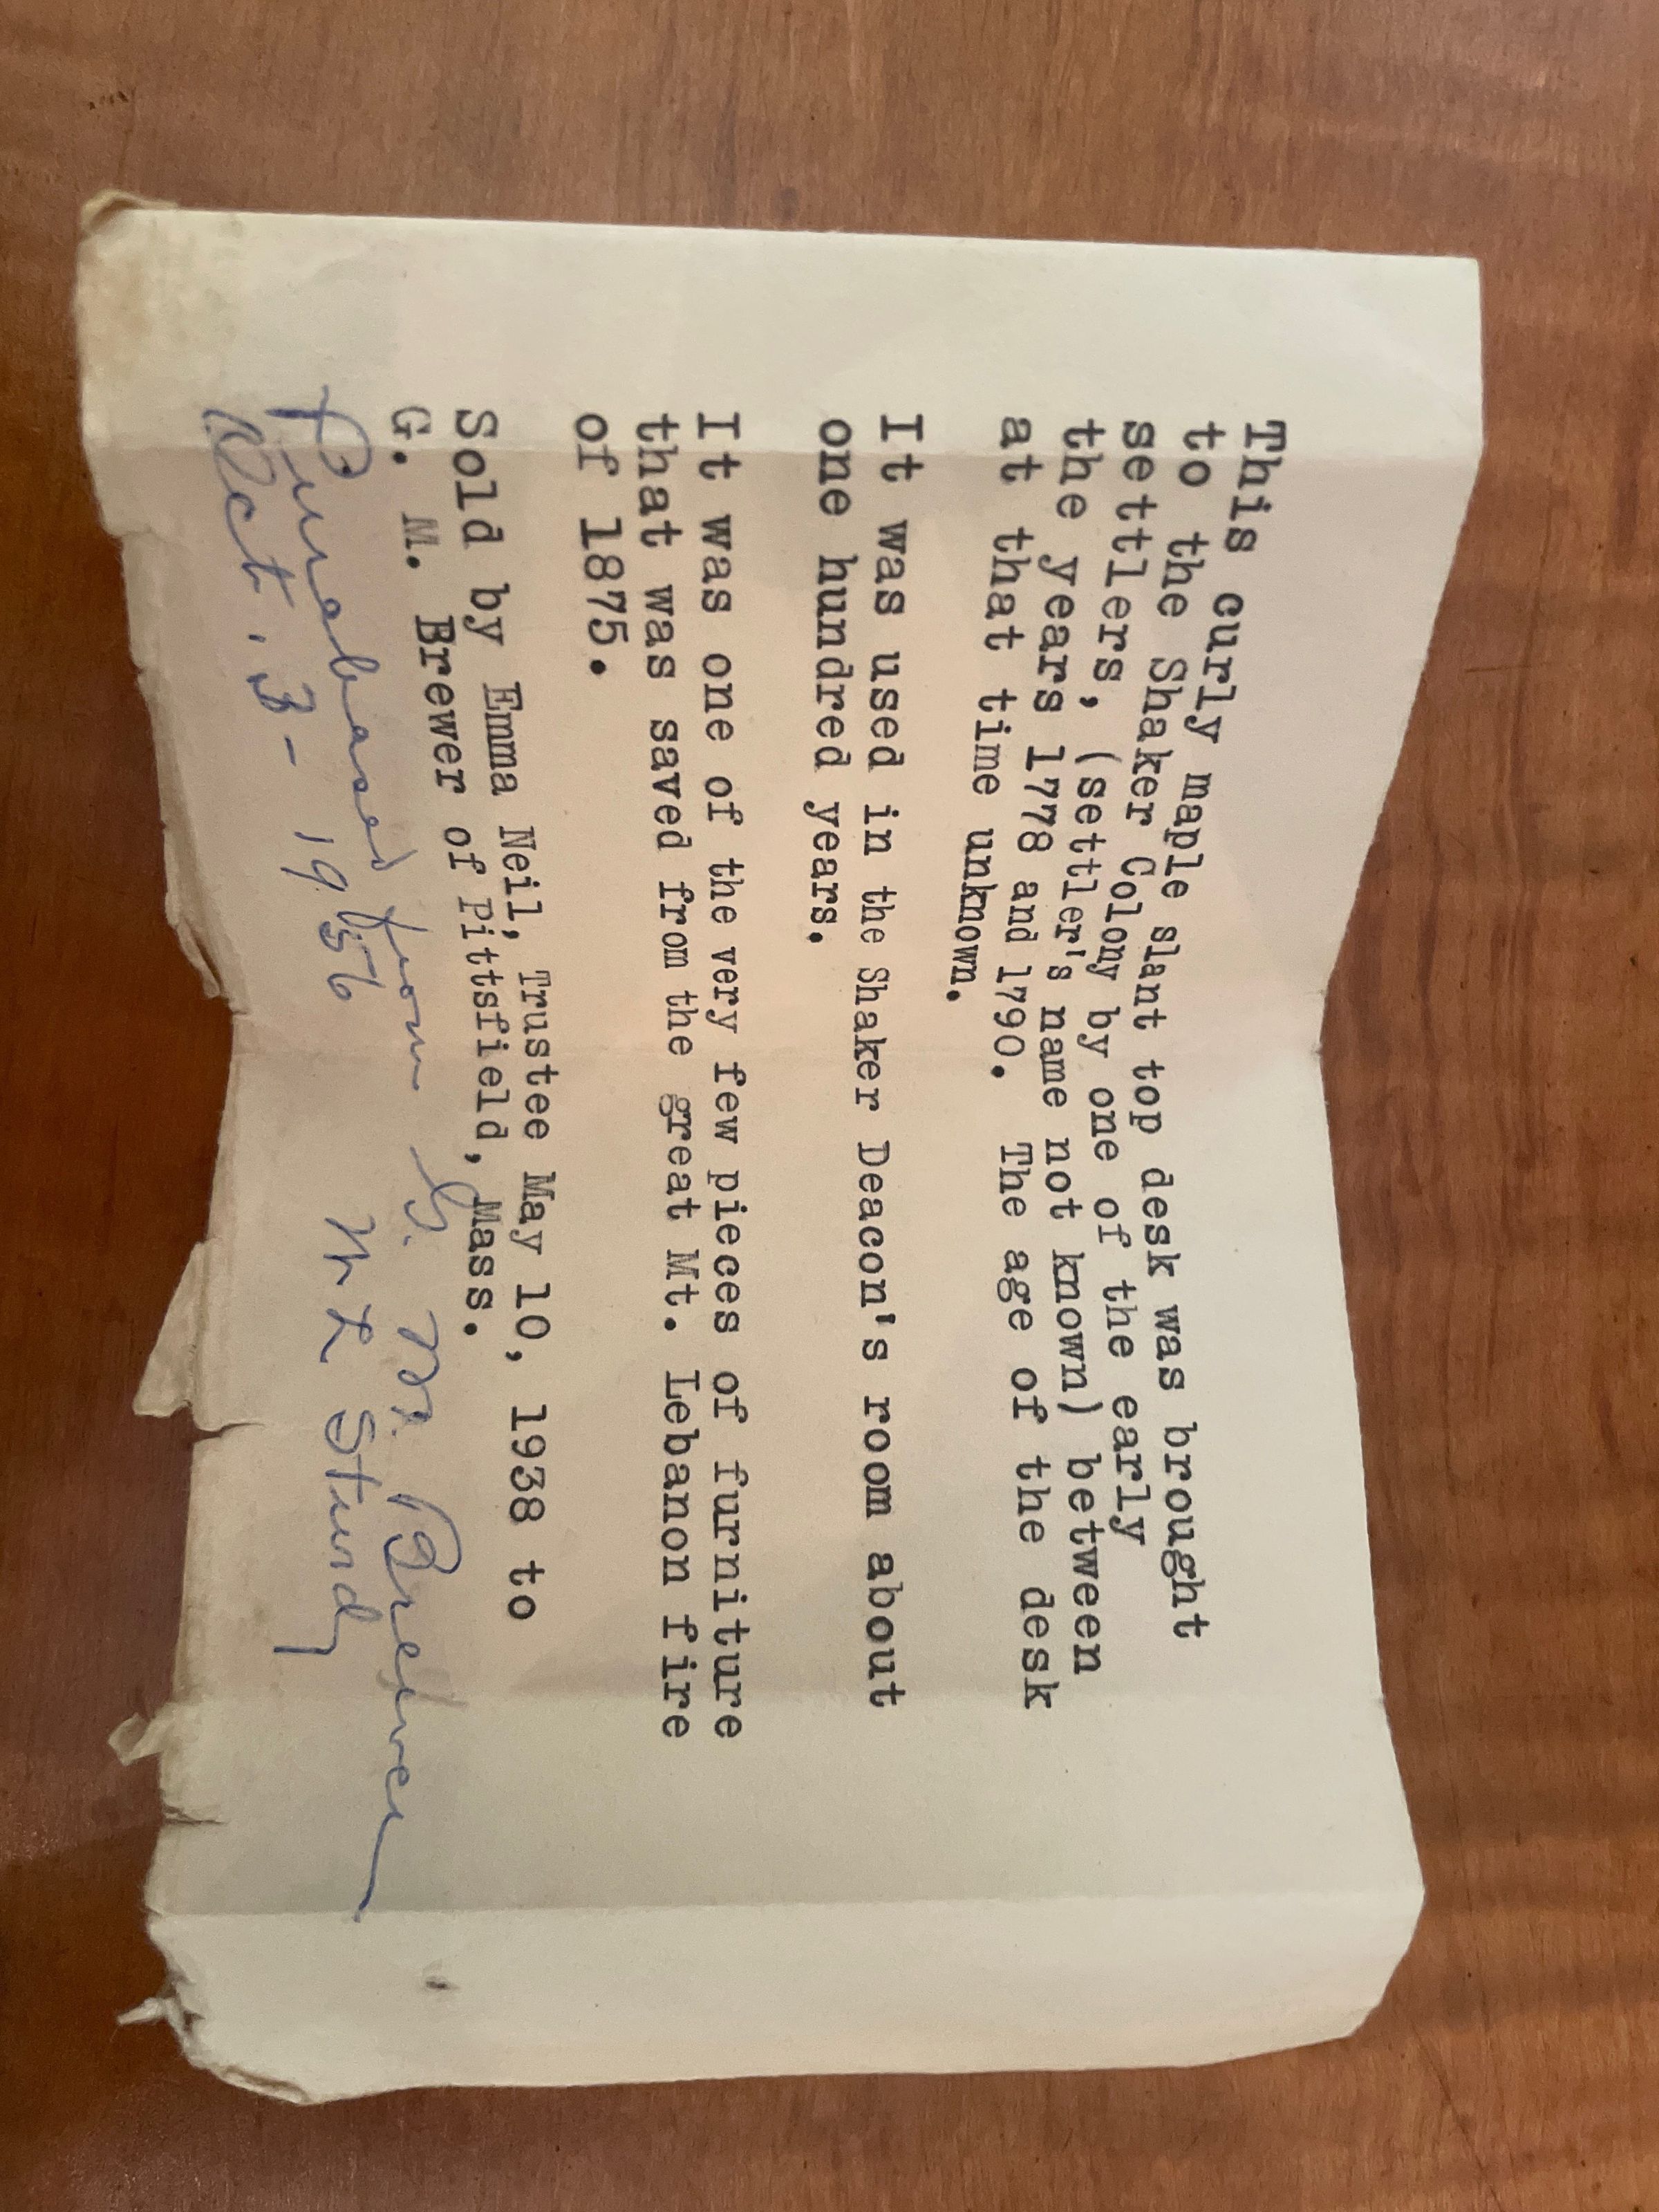 This curly maple slant top desk was brought
to the Shaker Colony by one of the early
settlers, (settler's name not known) between
the years 1778 and 1790. The age of the desk
at that time unknown.
It was used in the Shaker Deacon's room about
one hundred years.
It was one of the very few pieces of furniture
that was saved from the great Mt. Lebanon fire
of 1875.
Sold by Emma Neil, Trustee May 10, 1938 to
G. M. Brewer of Pittsfield, Mass.
Purchased from G. M. Brewer
Oct. 3 - 1956 H L Sturdy